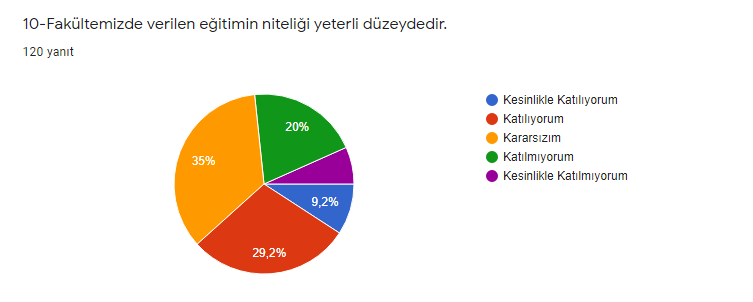 10-Fakültemizde verilen eğitimin niteliği yeterli düzeydedir.
120 yanıt
Kesinlikle Katılıyorum
Katılıyorum
Kararsızım
Katılmıyorum
Kesinlikle Katılmıyorum
20%
35%
9,2%
29,2%